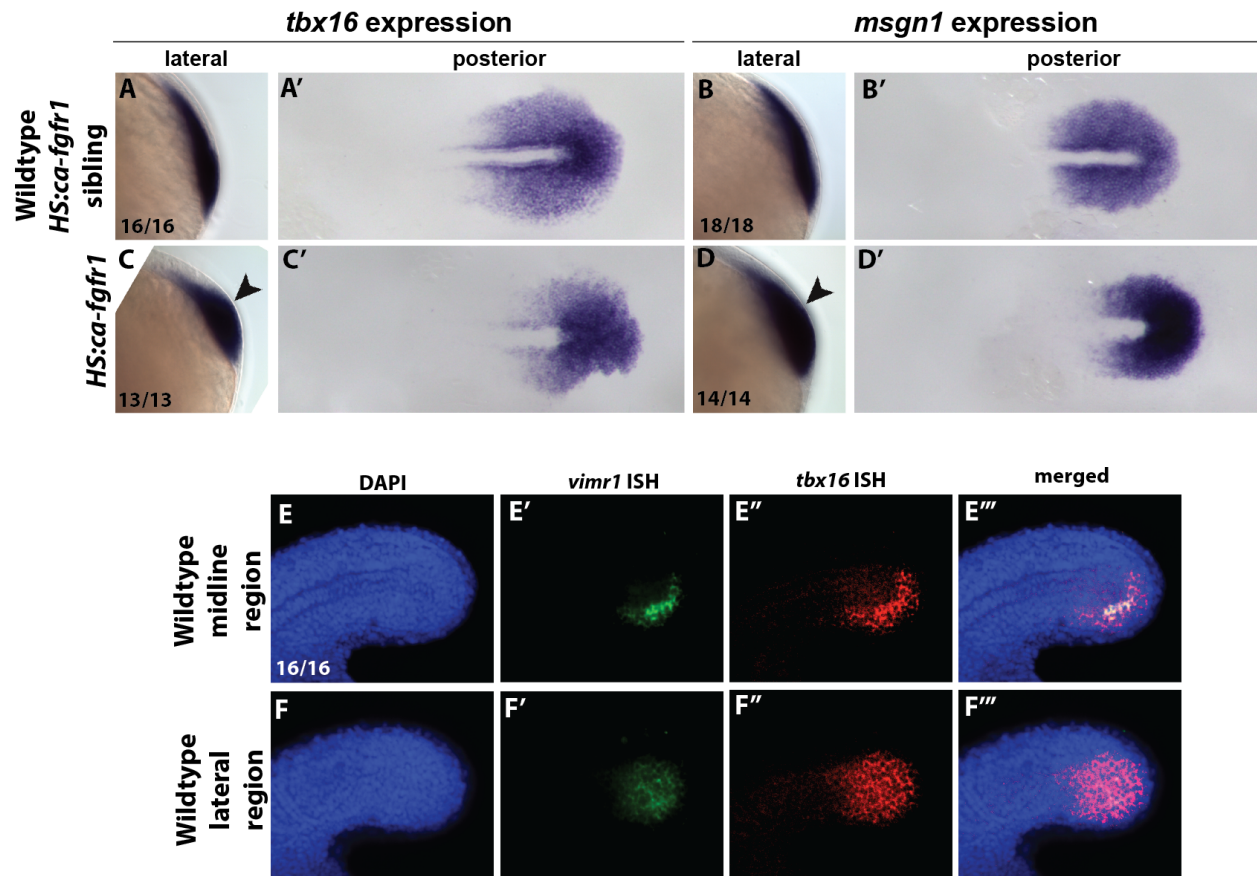 tbx16 expression msgn1 expression
lateral posterior lateral posterior
Wildtype
HS:ca-fgfr1
sibling
A
16/16
A′
B
18/18
B′
HS:ca-fgfr1
C
13/13
C′
D
14/14
D′
DAPI vimr1 ISH tbx16 ISH merged
Wildtype
midline
region
E
16/16
E′
E″
E‴
Wildtype
lateral
region
F
F′
F″
F‴